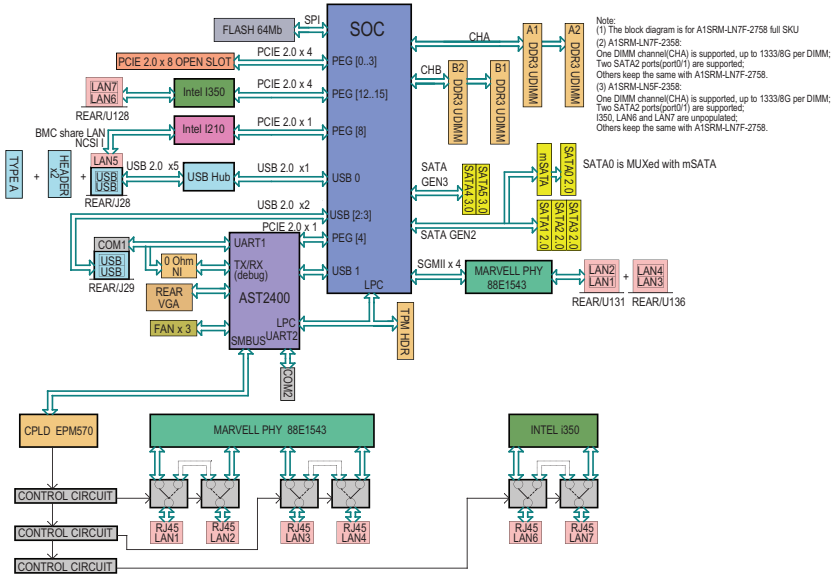 SPI
FLASH 64Mb
SOC
CHA
A1
DDR3 UDIMM
A2
DDR3 UDIMM
Note:
(1) The block diagram is for A1SRM-LN7F-2758 full SKU
(2) A1SRM-LN7F-2358:
One DIMM channel(CHA) is supported, up to 1333/8G per DIMM;
Two SATA2 ports(port0/1) are supported;
Others keep the same with A1SRM-LN7F-2758.
(3) A1SRM-LN5F-2358:
One DIMM channel(CHA) is supported, up to 1333/8G per DIMM;
Two SATA2 ports(port0/1) are supported;
I350, LAN6 and LAN7 are unpopulated;
Others keep the same with A1SRM-LN7F-2758.
PCIE 2.0 x 8 OPEN SLOT
PCIE 2.0 x 4
PEG [0..3]
CHB
B2
DDR3 UDIMM
B1
DDR3 UDIMM
LAN7
LAN6
REAR/U128
Intel I350
PCIE 2.0 x 4
PEG [12..15]
BMC share LAN
NCSI I
Intel I210
PCIE 2.0 x 1
PEG [8]
TYPE A
+
HEADER
x2
+
LAN5
USB
USB
REAR/J28
USB 2.0 x5
USB Hub
USB 2.0 x1
USB 0
SATA
GEN3
SATA5 3.0
SATA4 3.0
mSATA
SATA0 2.0
SATA0 is MUXed with mSATA
USB 2.0 x2
USB [2:3]
SATA GEN2
SATA3 2.0
SATA2 2.0
SATA1 2.0
PCIE 2.0 x 1
PEG [4]
COM1
UART1
USB
USB
REAR/J29
0 Ohm
NI
TX/RX
(debug)
USB 1
SGMII x 4
MARVELL PHY
88E1543
LAN2
LAN1
+
LAN4
LAN3
REAR/U131
REAR/U136
REAR
VGA
AST2400
LPC
FAN x 3
LPC
UART2
SMBUS
TPM HDR
COM2
CPLD EPM570
MARVELL PHY 88E1543
INTEL i350
CONTROL CIRCUIT
CONTROL CIRCUIT
CONTROL CIRCUIT
RJ45
LAN1
RJ45
LAN2
RJ45
LAN3
RJ45
LAN4
RJ45
LAN6
RJ45
LAN7